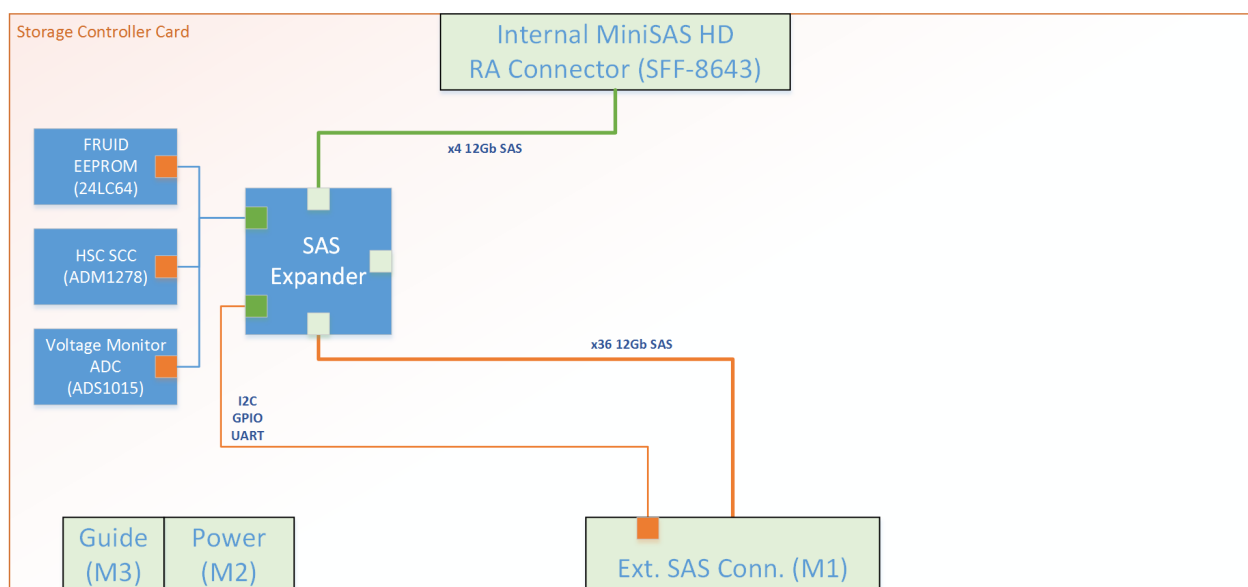 Storage Controller Card
Internal MiniSAS HD
RA Connector (SFF-8643)
x4 12Gb SAS
FRUID
EEPROM
(24LC64)
HSC SCC
(ADM1278)
Voltage Monitor
ADC
(ADS1015)
SAS
Expander
x36 12Gb SAS
I2C
GPIO
UART
Guide
(M3)
Power
(M2)
Ext. SAS Conn. (M1)